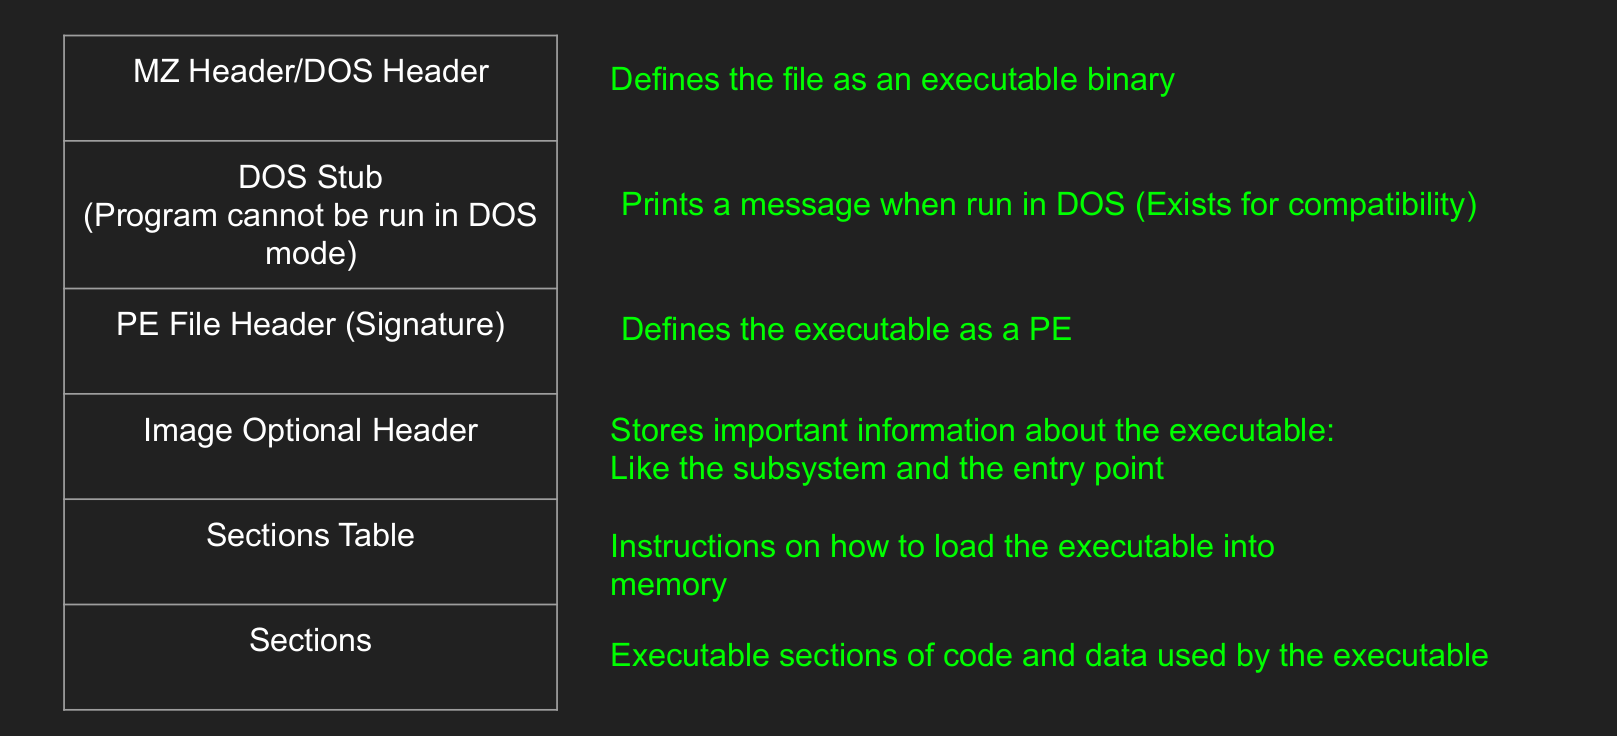 MZ Header/DOS Header
Defines the file as an executable binary
DOS Stub
(Program cannot be run in DOS
mode)
Prints a message when run in DOS (Exists for compatibility)
PE File Header (Signature)
Defines the executable as a PE
Image Optional Header
Stores important information about the executable:
Like the subsystem and the entry point
Sections Table
Instructions on how to load the executable into
memory
Sections
Executable sections of code and data used by the executable